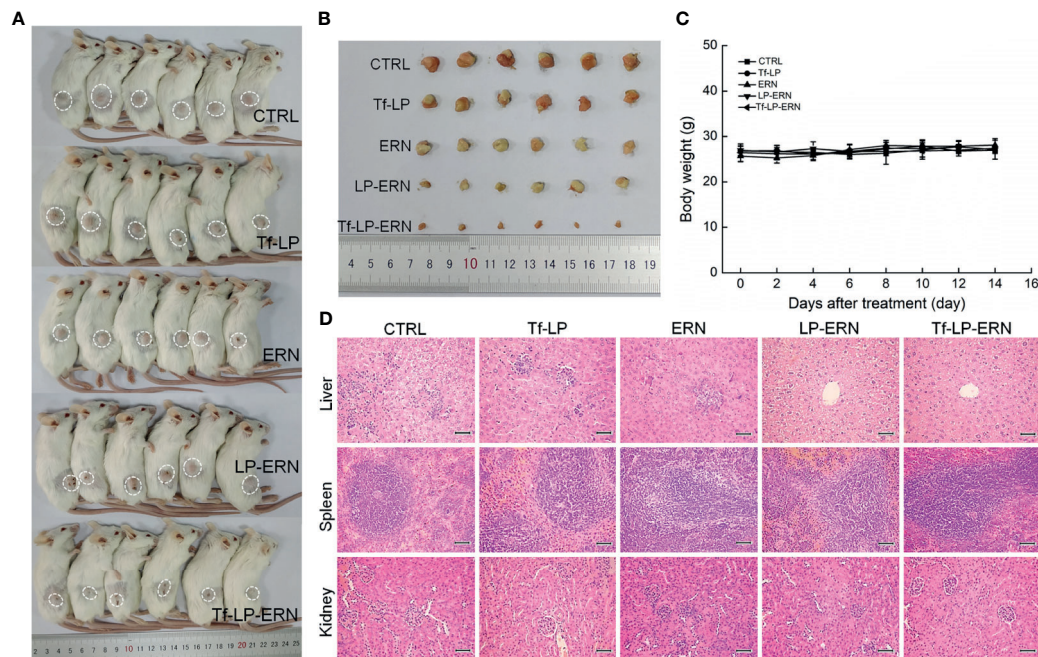 A
CTRL
Tf-LP
ERN
LP-ERN
Tf-LP-ERN
2 3 4 5 6 7 8 9 10 11 12 13 14 15 16 17 18 19 20 21 22 23 24 25
B
CTRL
Tf-LP
ERN
LP-ERN
Tf-LP-ERN
4 5 6 7 8 9 10 11 12 13 14 15 16 17 18 19
C
50
40
30
20
10
0
Body weight (g)
CTRL
Tf-LP
ERN
LP-ERN
Tf-LP-ERN
0 2 4 6 8 10 12 14 16
Days after treatment (day)
D
CTRL Tf-LP ERN LP-ERN Tf-LP-ERN
Liver
Spleen
Kidney